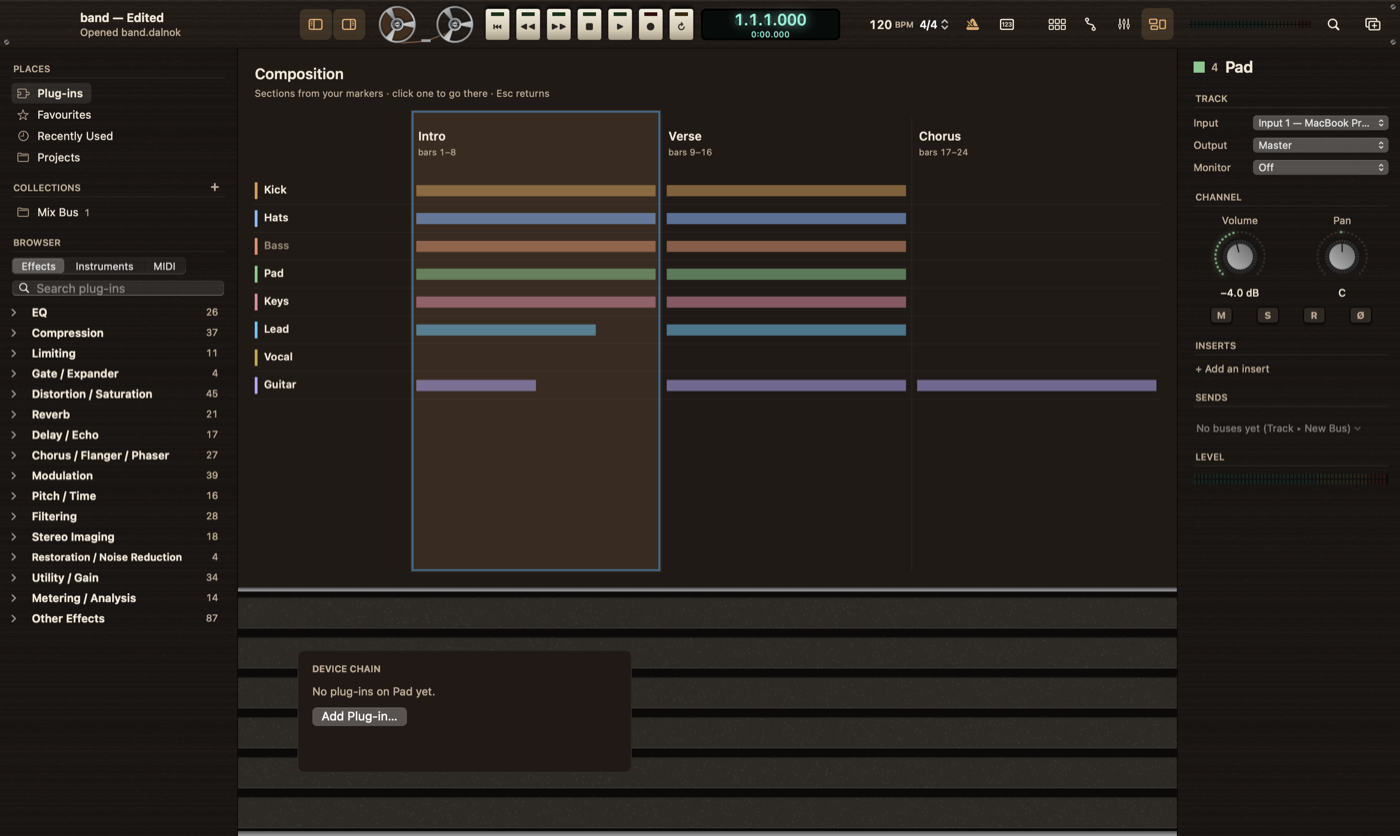 band — Edited
Opened band.dalnok
1.1.1.000
0:00.000
120 BPM 4/4
123
PLACES
Plug-ins
Favourites
Recently Used
Projects
COLLECTIONS +
Mix Bus 1
BROWSER
Effects Instruments MIDI
Search plug-ins
EQ 26
Compression 37
Limiting 11
Gate / Expander 4
Distortion / Saturation 45
Reverb 21
Delay / Echo 17
Chorus / Flanger / Phaser 27
Modulation 39
Pitch / Time 16
Filtering 28
Stereo Imaging 18
Restoration / Noise Reduction 4
Utility / Gain 34
Metering / Analysis 14
Other Effects 87
Composition
Sections from your markers · click one to go there · Esc returns
Intro Verse Chorus
bars 1–8 bars 9–16 bars 17–24
Kick
Hats
Bass
Pad
Keys
Lead
Vocal
Guitar
DEVICE CHAIN
No plug-ins on Pad yet.
Add Plug-in...
4 Pad
TRACK
Input Input 1 — MacBook Pr...
Output Master
Monitor Off
CHANNEL
Volume Pan
−4.0 dB C
M S R Ø
INSERTS
+ Add an insert
SENDS
No buses yet (Track ▸ New Bus)
LEVEL